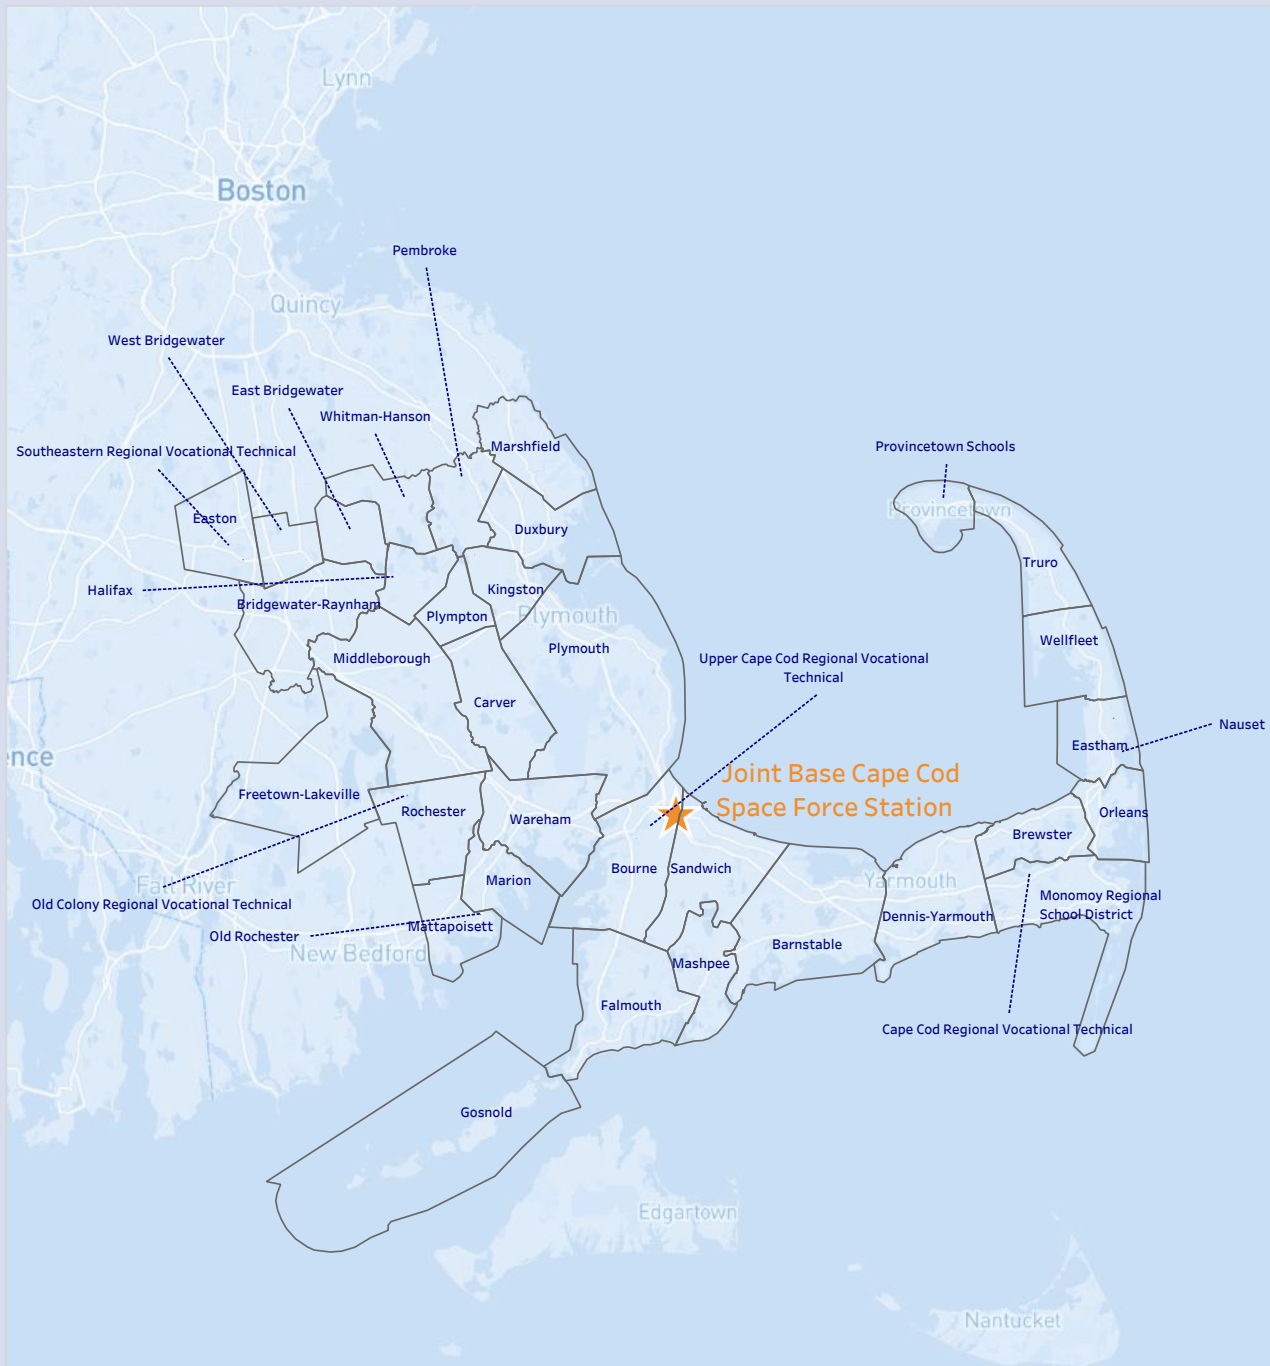 Lynn
Boston
Pembroke
Quincy
West Bridgewater
East Bridgewater
Whitman-Hanson
Marshfield
Provincetown Schools
Southeastern Regional Vocational Technical
Easton
Provincetown
Duxbury
Truro
Halifax
Kingston
Bridgewater-Raynham
Plympton
Plymouth
Wellfleet
Plymouth
Middleborough
Upper Cape Cod Regional Vocational
Technical
Carver
Nauset
Eastham
ence
Joint Base Cape Cod
Space Force Station
Freetown-Lakeville
Rochester
Wareham
Orleans
Brewster
Bourne
Sandwich
Marion
Yarmouth
Fall River
Old Colony Regional Vocational Technical
Monomoy Regional
School District
Dennis-Yarmouth
Mattapoisett
Old Rochester
Barnstable
New Bedford
Mashpee
Falmouth
Cape Cod Regional Vocational Technical
Gosnold
Edgartown
Nantucket